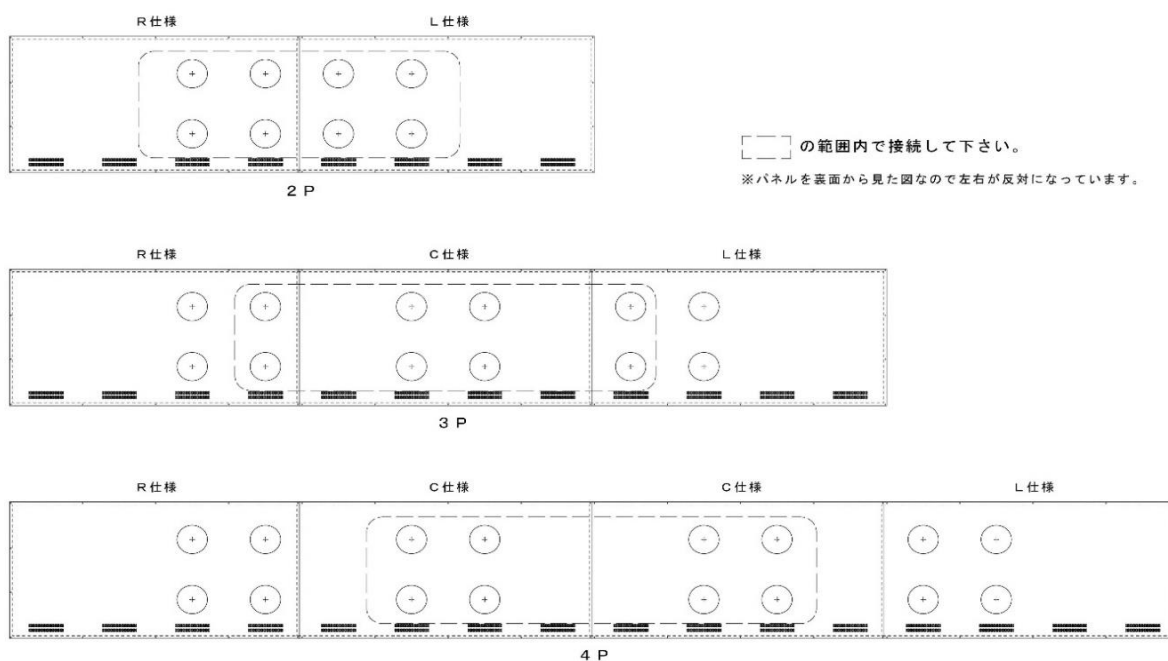 R仕様 L仕様
2P
の範囲内で接続して下さい。
※パネルを裏面から見た図なので左右が反対になっています。
R仕様 C仕様 L仕様
3P
R仕様 C仕様 C仕様 L仕様
4P